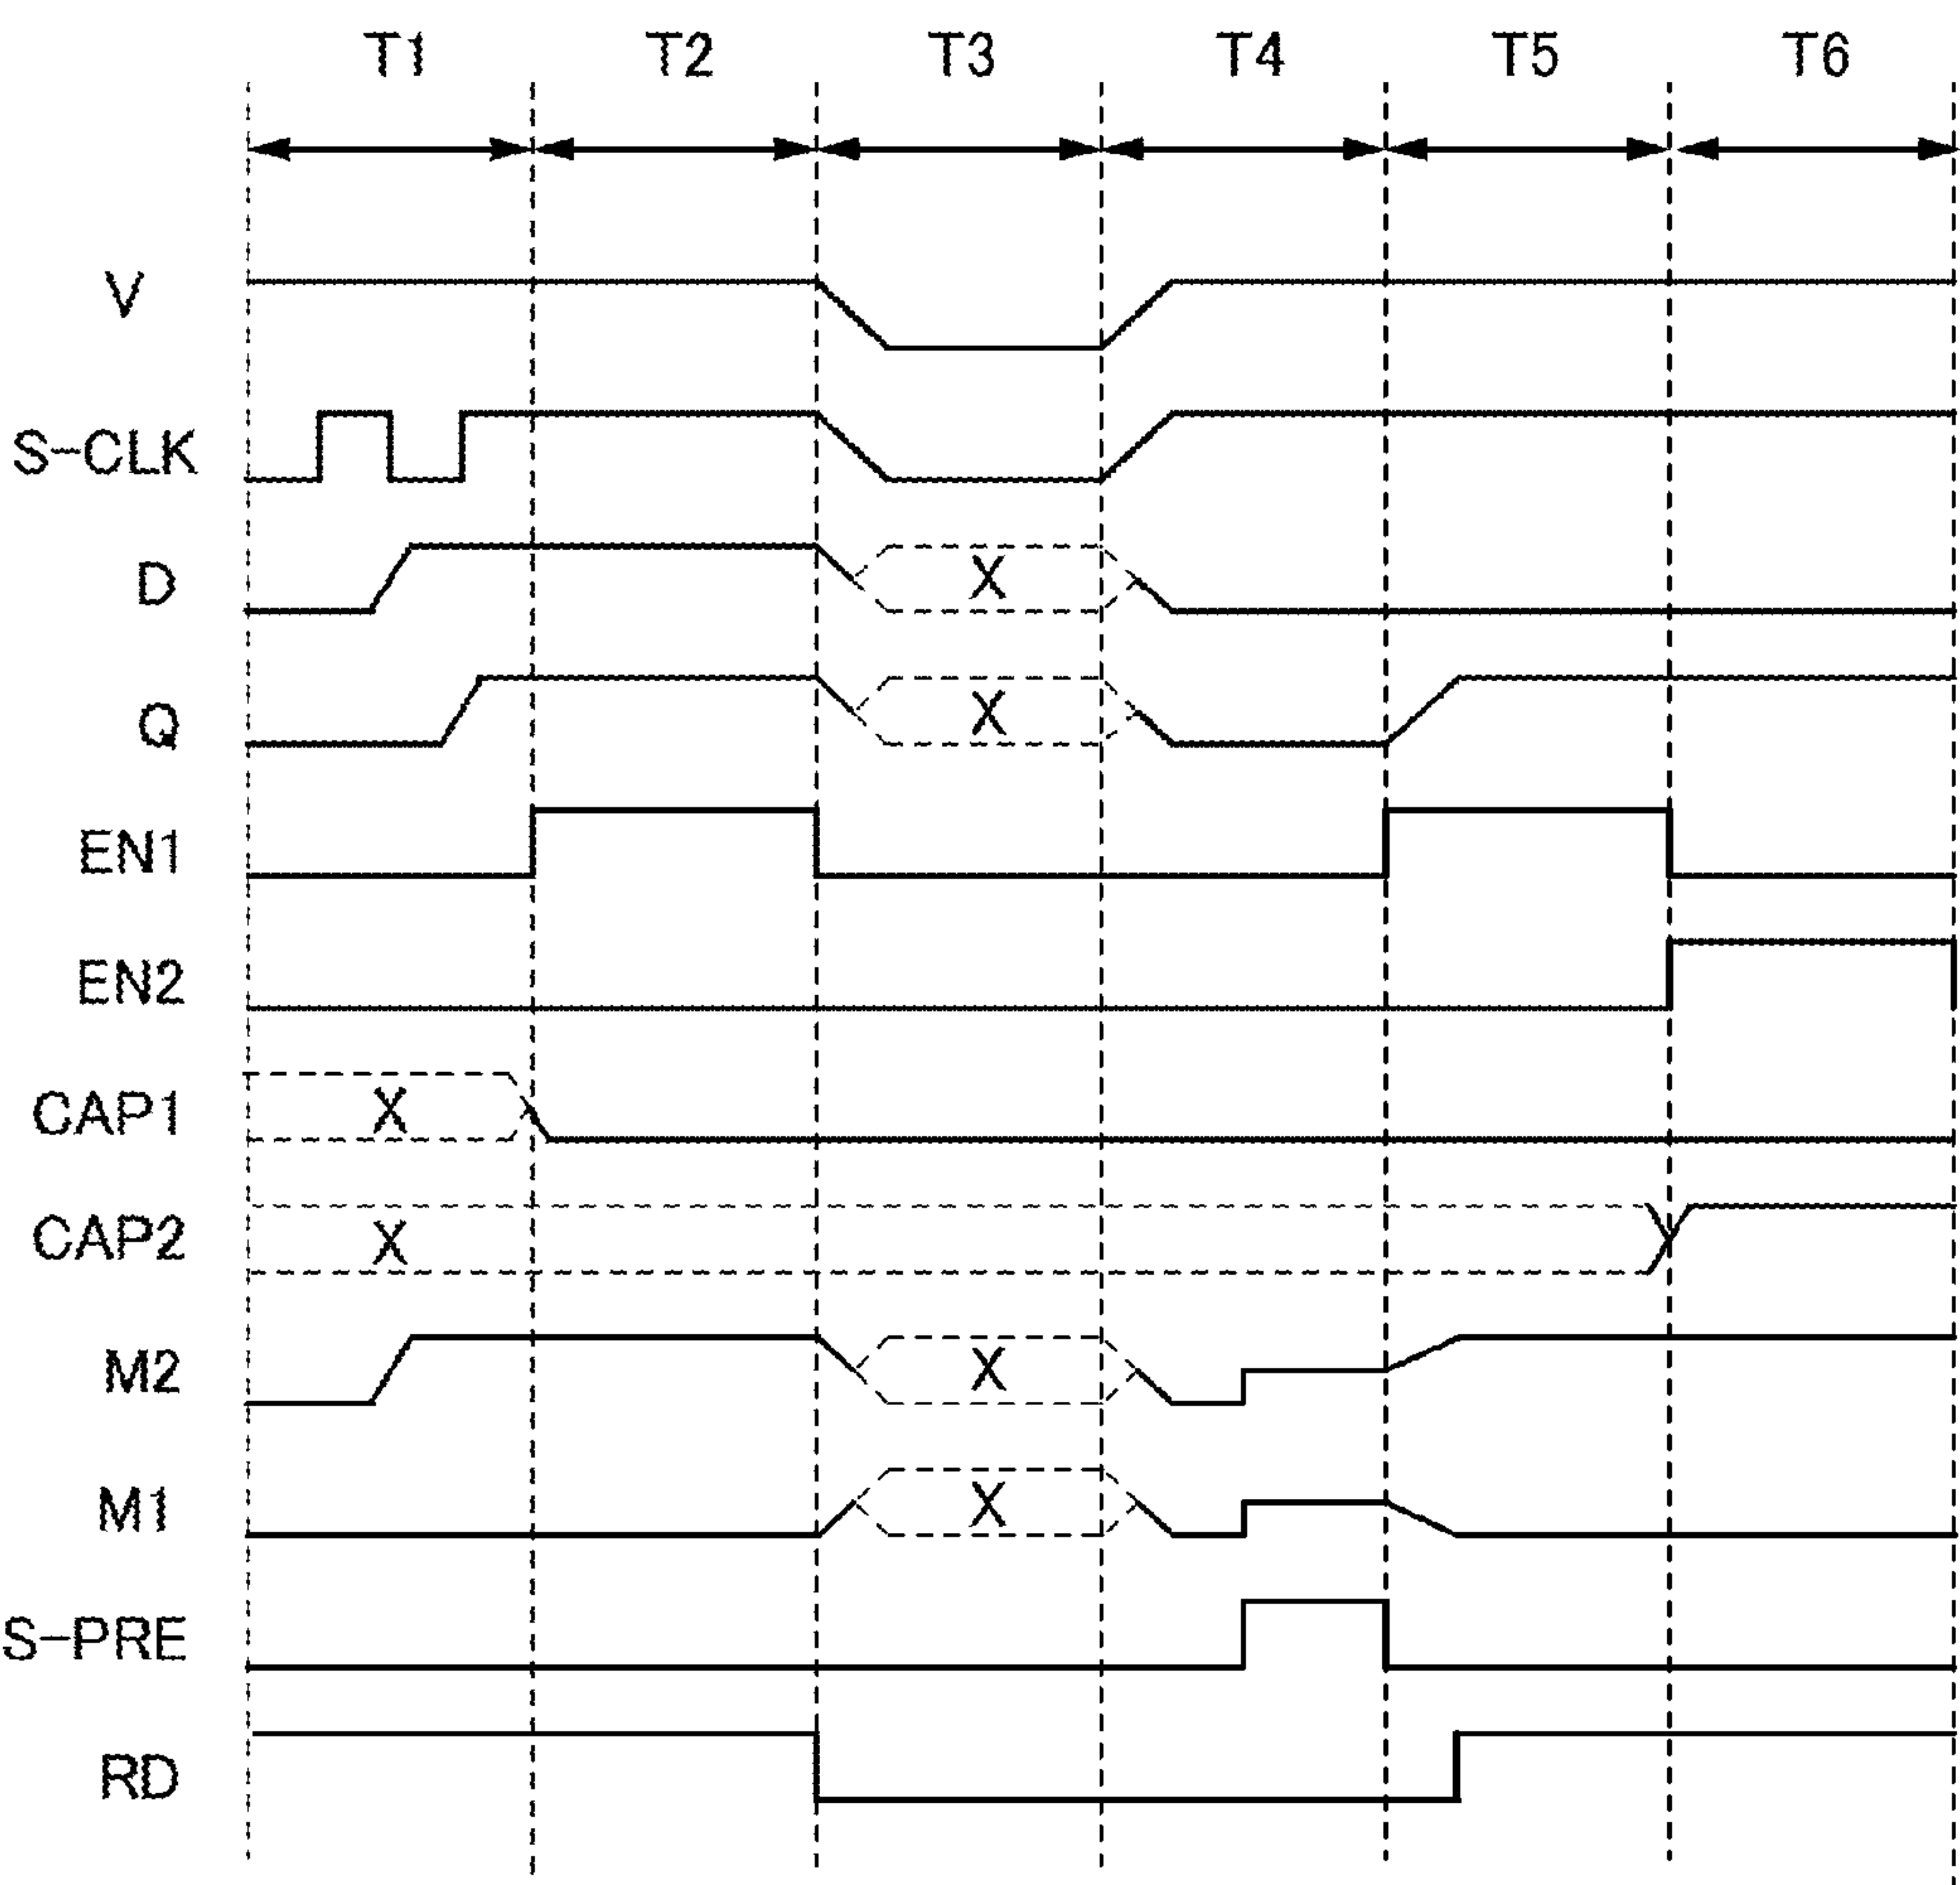 T1 T2 T3 T4 T5 T6
V
S-CLK
D X
Q X
EN1
EN2
CAP1 X
CAP2 X
M2 X
M1 X
S-PRE
RD